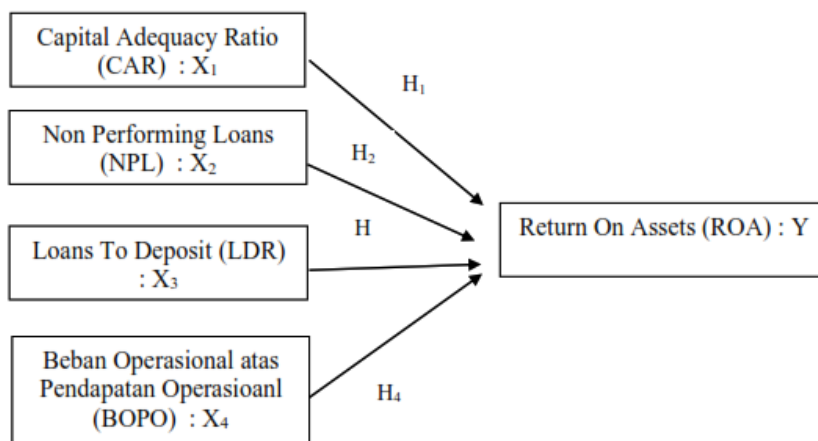 Capital Adequacy Ratio
(CAR) : X₁
H₁
Non Performing Loans
(NPL) : X₂
H₂
Return On Assets (ROA) : Y
Loans To Deposit (LDR)
: X₃
H
Beban Operasional atas
Pendapatan Operasioanl
(BOPO) : X₄
H₄